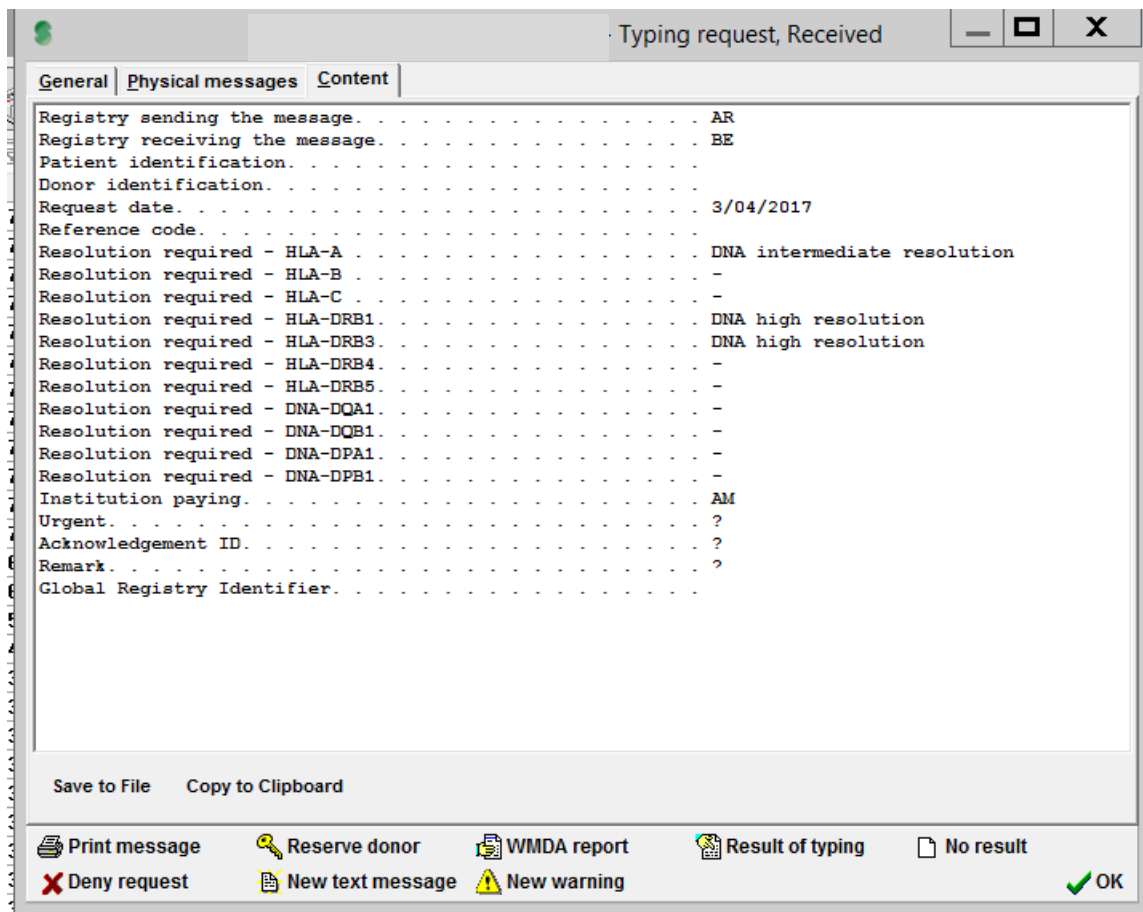 - Typing request, Received
General Physical messages Content
Registry sending the message. . . . . . . . . . . . . . . . AR
Registry receiving the message. . . . . . . . . . . . . . . BE
Patient identification. . . . . . . . . . . . . . . . . . .
Donor identification. . . . . . . . . . . . . . . . . . . .
Request date. . . . . . . . . . . . . . . . . . . . . . . . 3/04/2017
Reference code. . . . . . . . . . . . . . . . . . . . . . .
Resolution required - HLA-A . . . . . . . . . . . . . . . . DNA intermediate resolution
Resolution required - HLA-B . . . . . . . . . . . . . . . . -
Resolution required - HLA-C . . . . . . . . . . . . . . . . -
Resolution required - HLA-DRB1. . . . . . . . . . . . . . . DNA high resolution
Resolution required - HLA-DRB3. . . . . . . . . . . . . . . DNA high resolution
Resolution required - HLA-DRB4. . . . . . . . . . . . . . . -
Resolution required - HLA-DRB5. . . . . . . . . . . . . . . -
Resolution required - DNA-DQA1. . . . . . . . . . . . . . . -
Resolution required - DNA-DQB1. . . . . . . . . . . . . . . -
Resolution required - DNA-DPA1. . . . . . . . . . . . . . . -
Resolution required - DNA-DPB1. . . . . . . . . . . . . . . -
Institution paying. . . . . . . . . . . . . . . . . . . . . AM
Urgent. . . . . . . . . . . . . . . . . . . . . . . . . . . ?
Acknowledgement ID. . . . . . . . . . . . . . . . . . . . . ?
Remark. . . . . . . . . . . . . . . . . . . . . . . . . . . ?
Global Registry Identifier. . . . . . . . . . . . . . . . .
Save to File Copy to Clipboard
Print message Reserve donor WMDA report Result of typing No result
Deny request New text message New warning OK